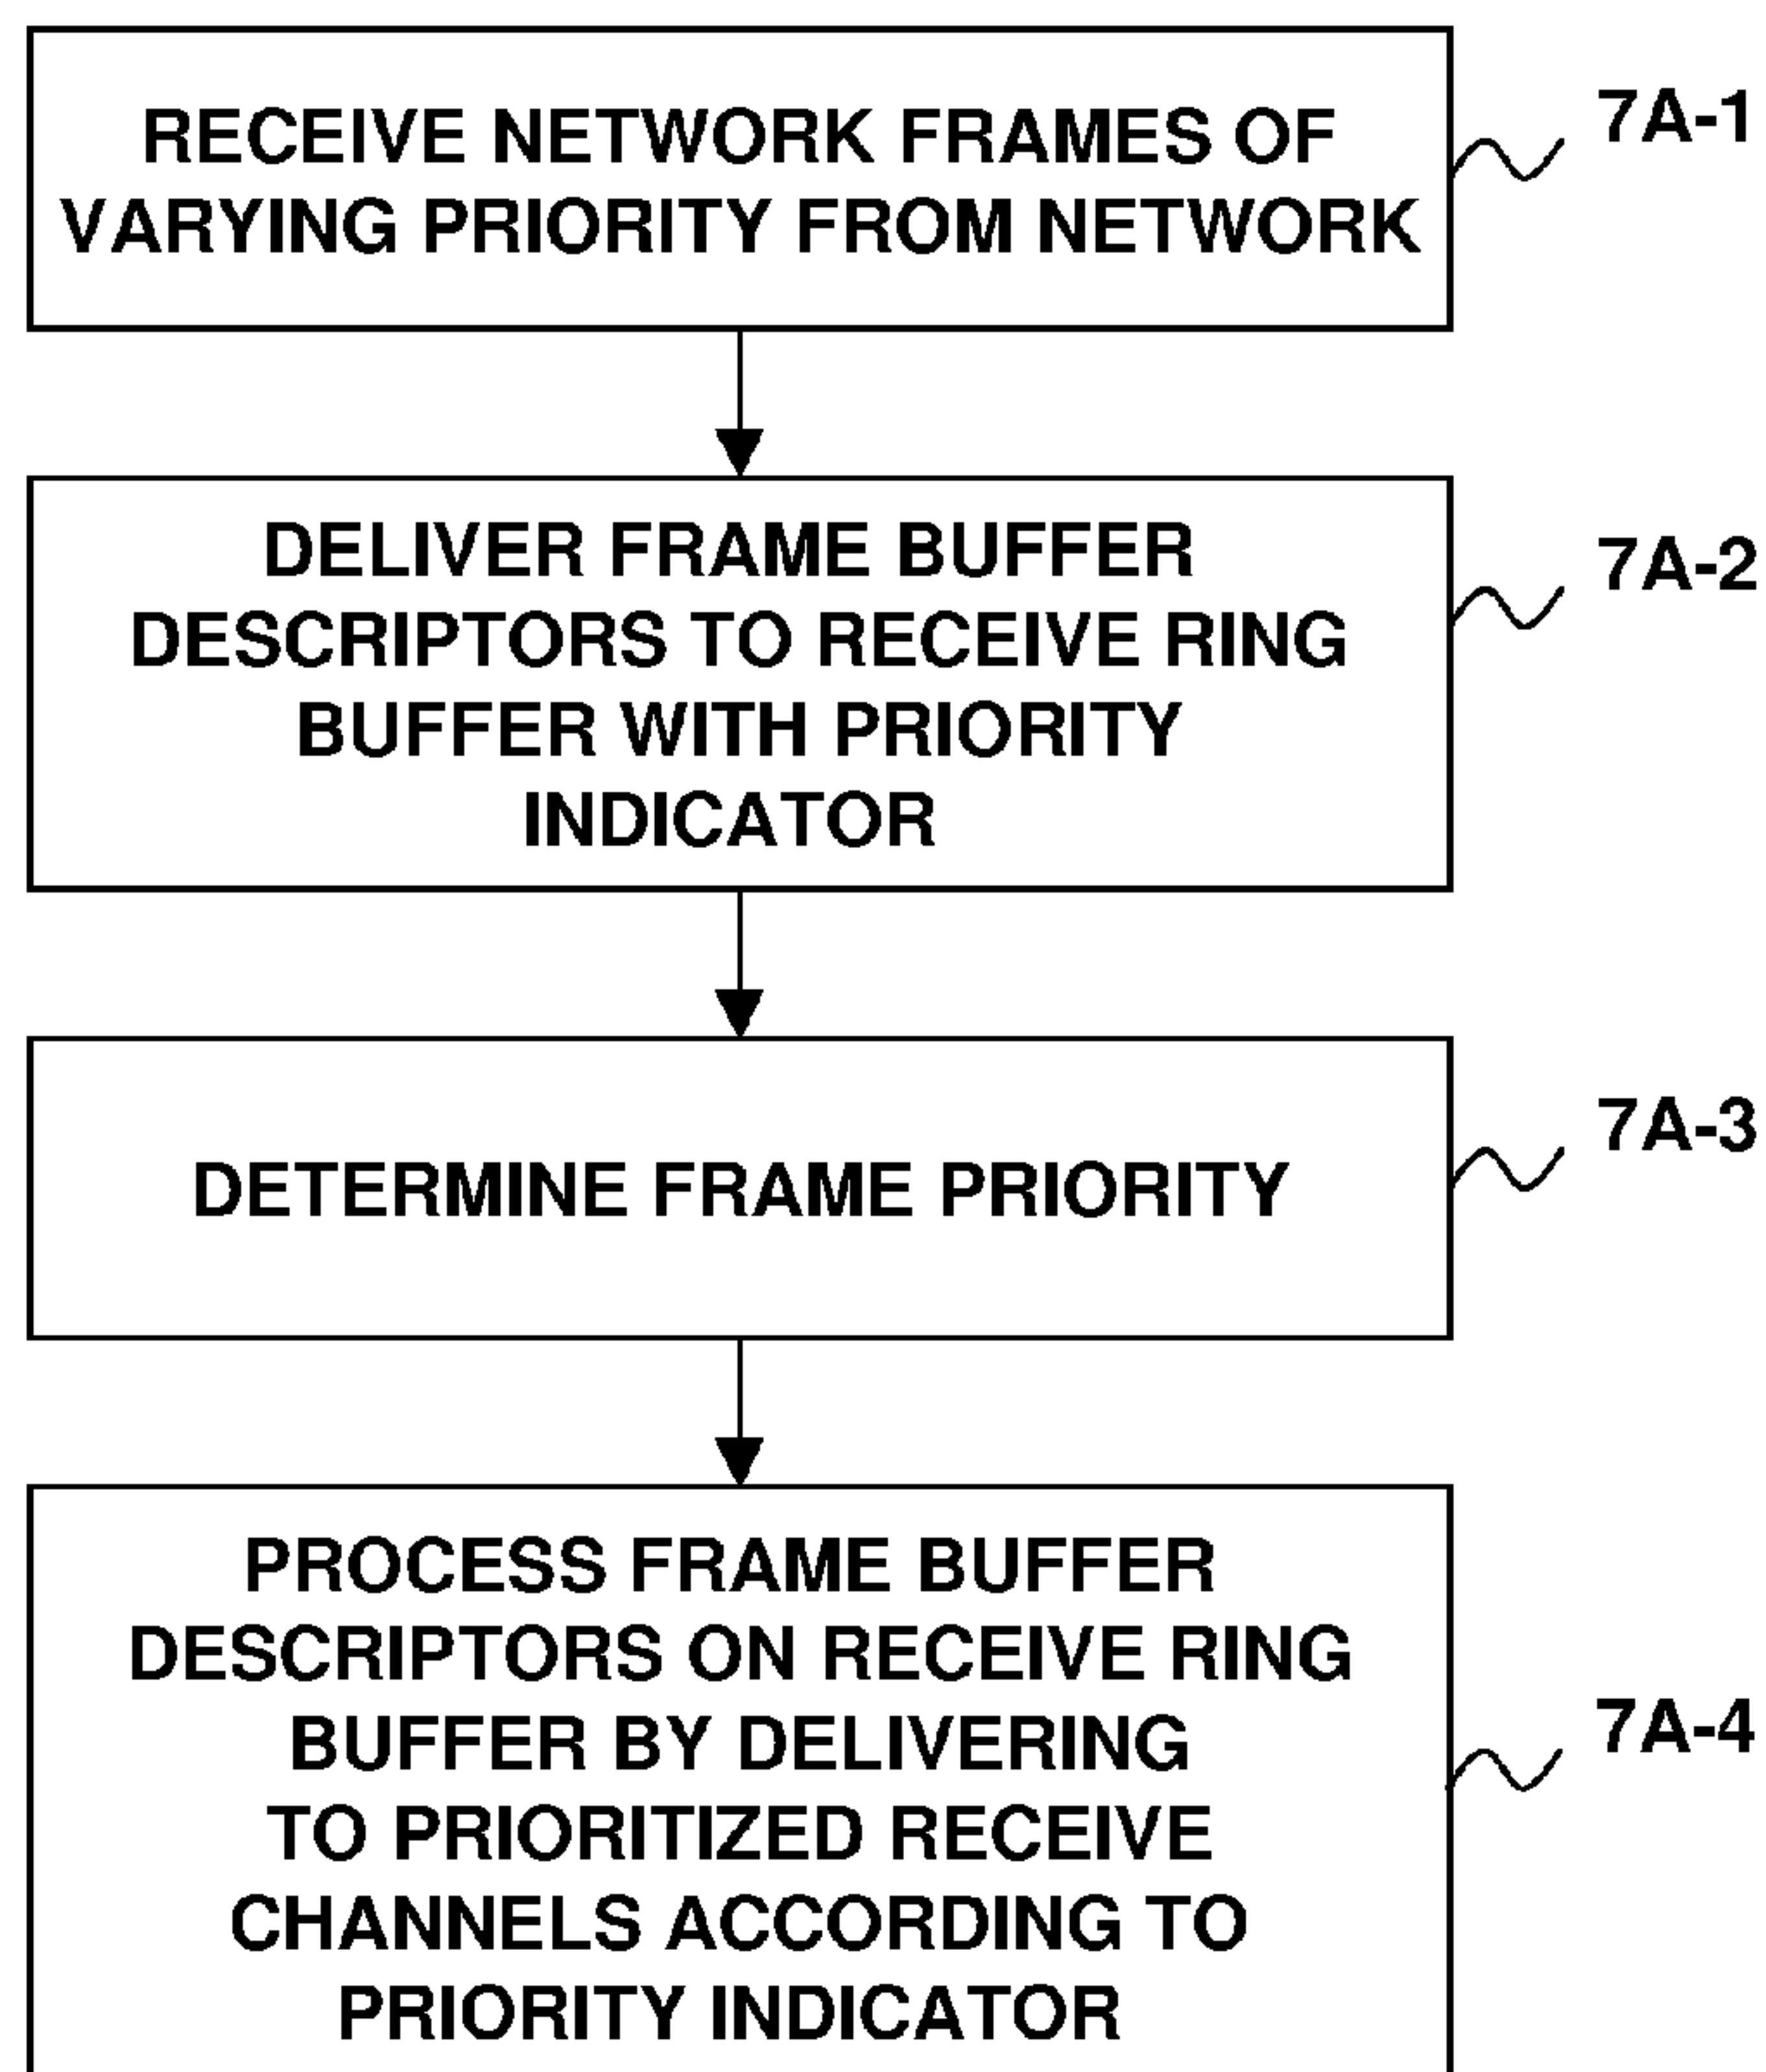 RECEIVE NETWORK FRAMES OF
VARYING PRIORITY FROM NETWORK
7A-1
DELIVER FRAME BUFFER
DESCRIPTORS TO RECEIVE RING
BUFFER WITH PRIORITY
INDICATOR
7A-2
DETERMINE FRAME PRIORITY
7A-3
PROCESS FRAME BUFFER
DESCRIPTORS ON RECEIVE RING
BUFFER BY DELIVERING
TO PRIORITIZED RECEIVE
CHANNELS ACCORDING TO
PRIORITY INDICATOR
7A-4